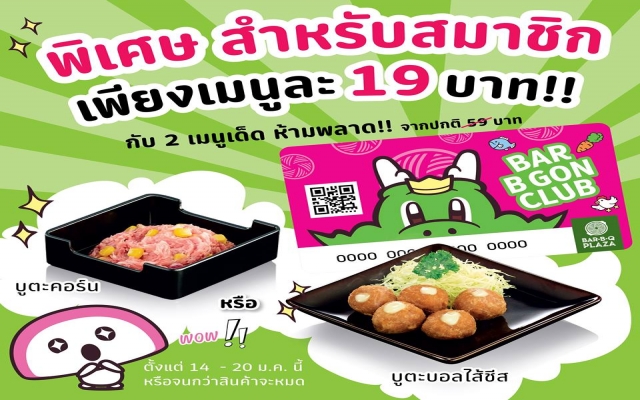 พิเศษ สำหรับสมาชิก
เพียงเมนูละ 19 บาท!!
กับ 2 เมนูเด็ด ห้ามพลาด!! จากปกติ 59 บาท
BAR
B GON
CLUB
BAR·B·Q
PLAZA
บูตะคอร์น
หรือ
WOW !!
ตั้งแต่ 14 - 20 ม.ค. นี้
หรือจนกว่าสินค้าจะหมด
บูตะบอลไส้ชีส